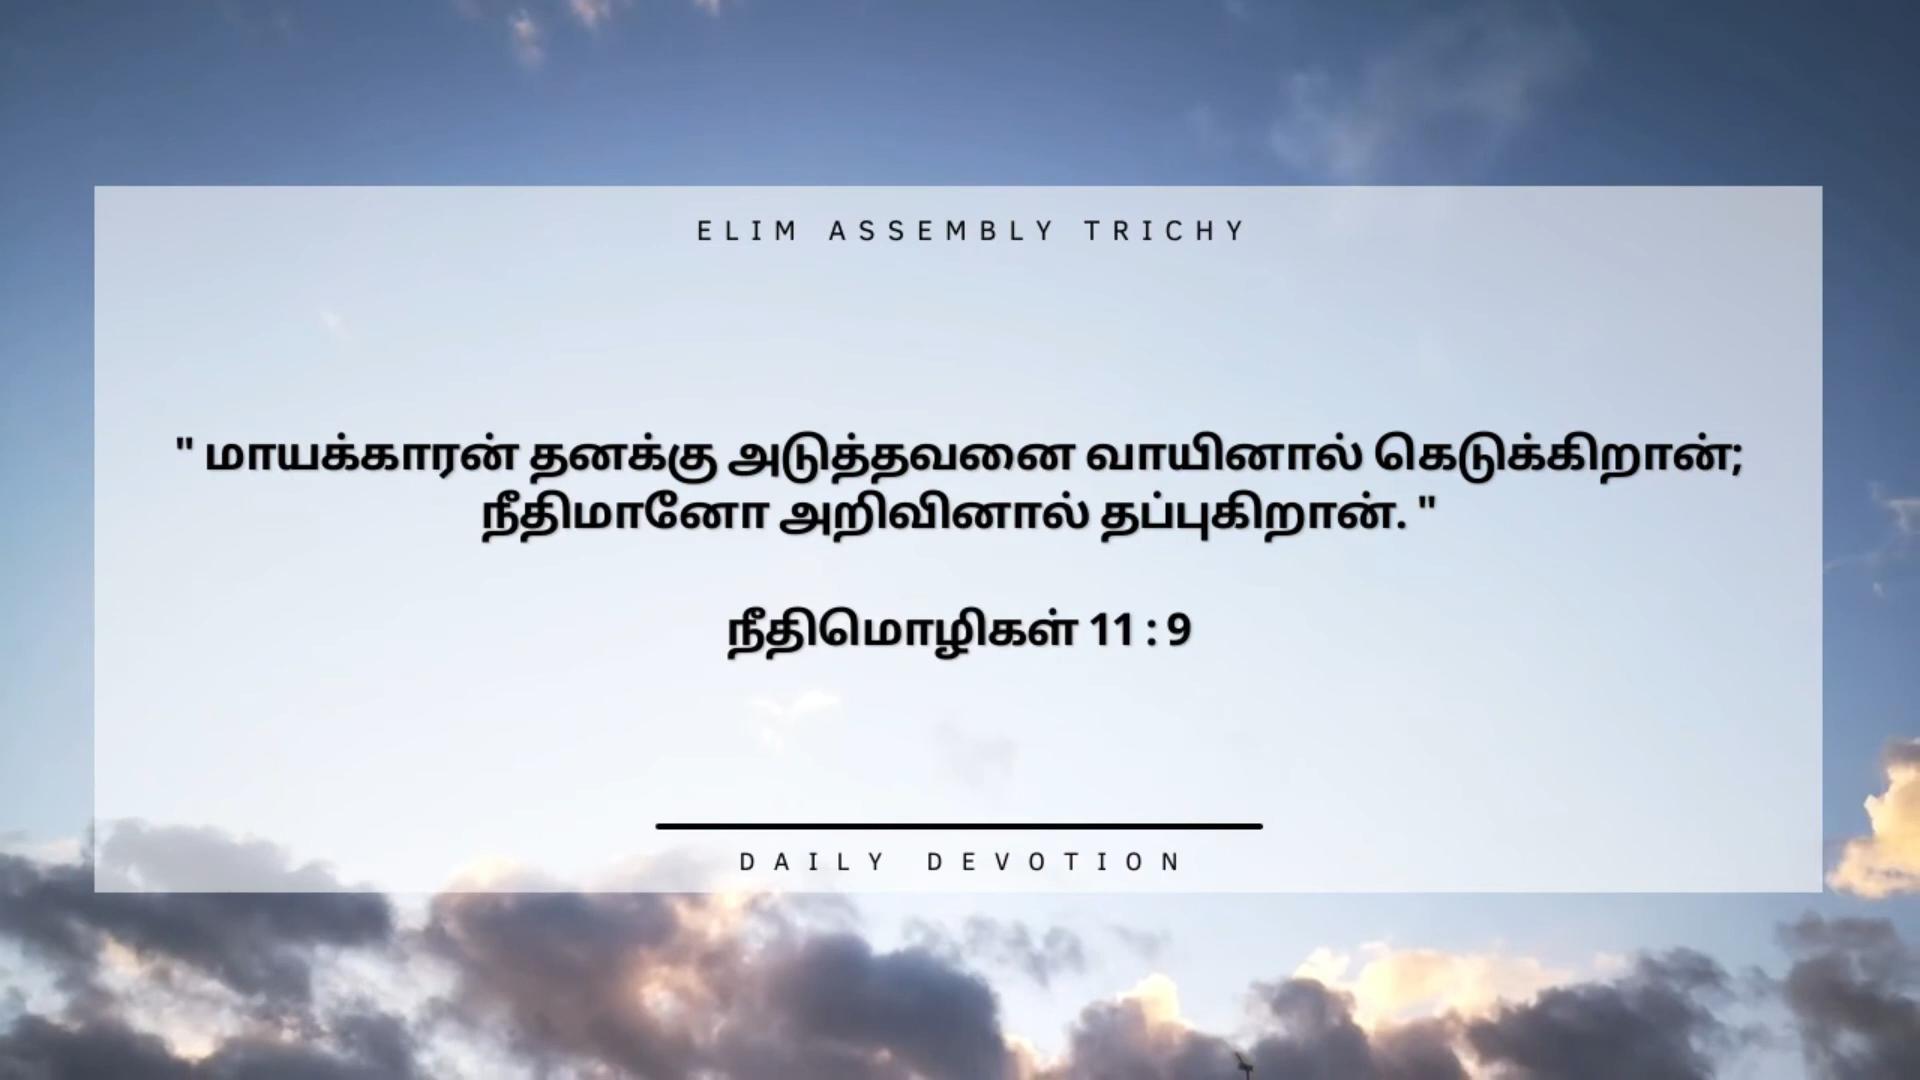 ELIM ASSEMBLY TRICHY
" மாயக்காரன் தனக்கு அடுத்தவனை வாயினால் கெடுக்கிறான்;
நீதிமானோ அறிவினால் தப்புகிறான். "
நீதிமொழிகள் 11 : 9
DAILY DEVOTION